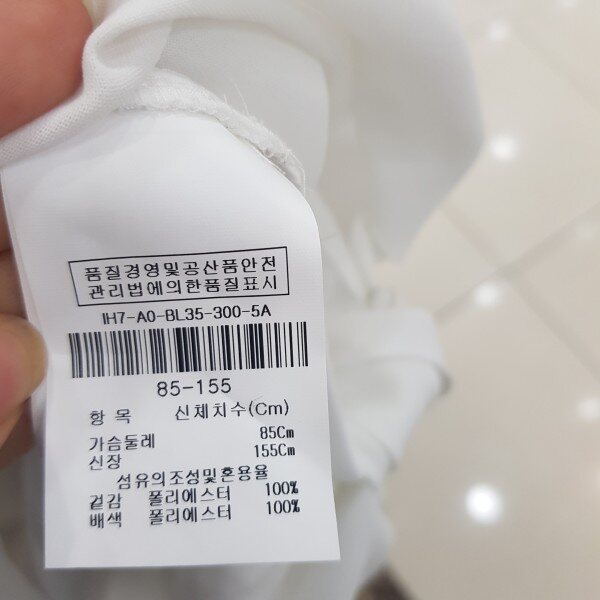 품질경영및공산품안전
관리법에의한품질표시
IH7-A0-BL35-300-5A
85-155
항 목 신체치수(Cm)
가슴둘레 85Cm
신장 155Cm
섬유의조성및혼용율
겉감 폴리에스터 100%
배색 폴리에스터 100%